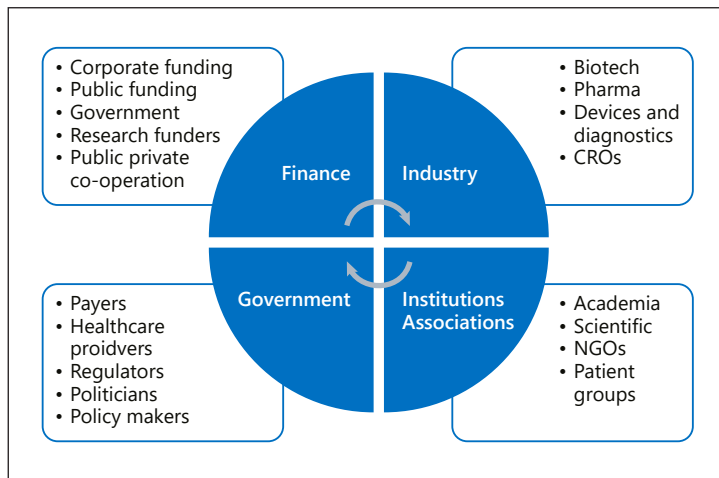 • Corporate funding
• Public funding
• Government
• Research funders
• Public private
co-operation
Finance
Industry
• Biotech
• Pharma
• Devices and
diagnostics
• CROs
• Payers
• Healthcare
proidvers
• Regulators
• Politicians
• Policy makers
Government
Institutions
Associations
• Academia
• Scientific
• NGOs
• Patient
groups